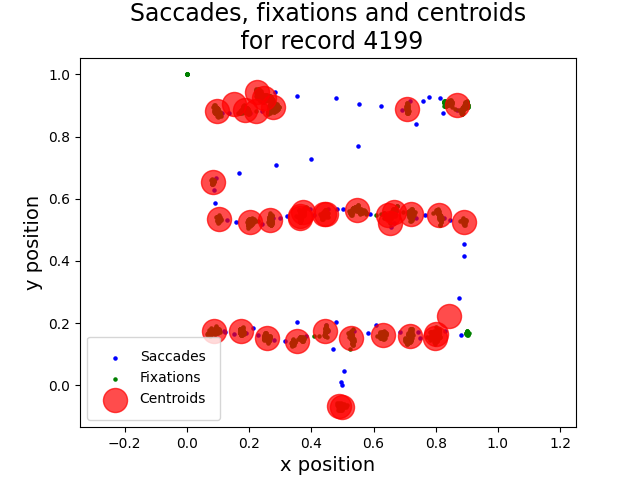 Saccades, fixations and centroids
for record 4199
1.0
0.8
0.6
0.4
0.2
0.0
y position
Saccades
Fixations
Centroids
−0.2
0.0
0.2
0.4
0.6
0.8
1.0
1.2
x position